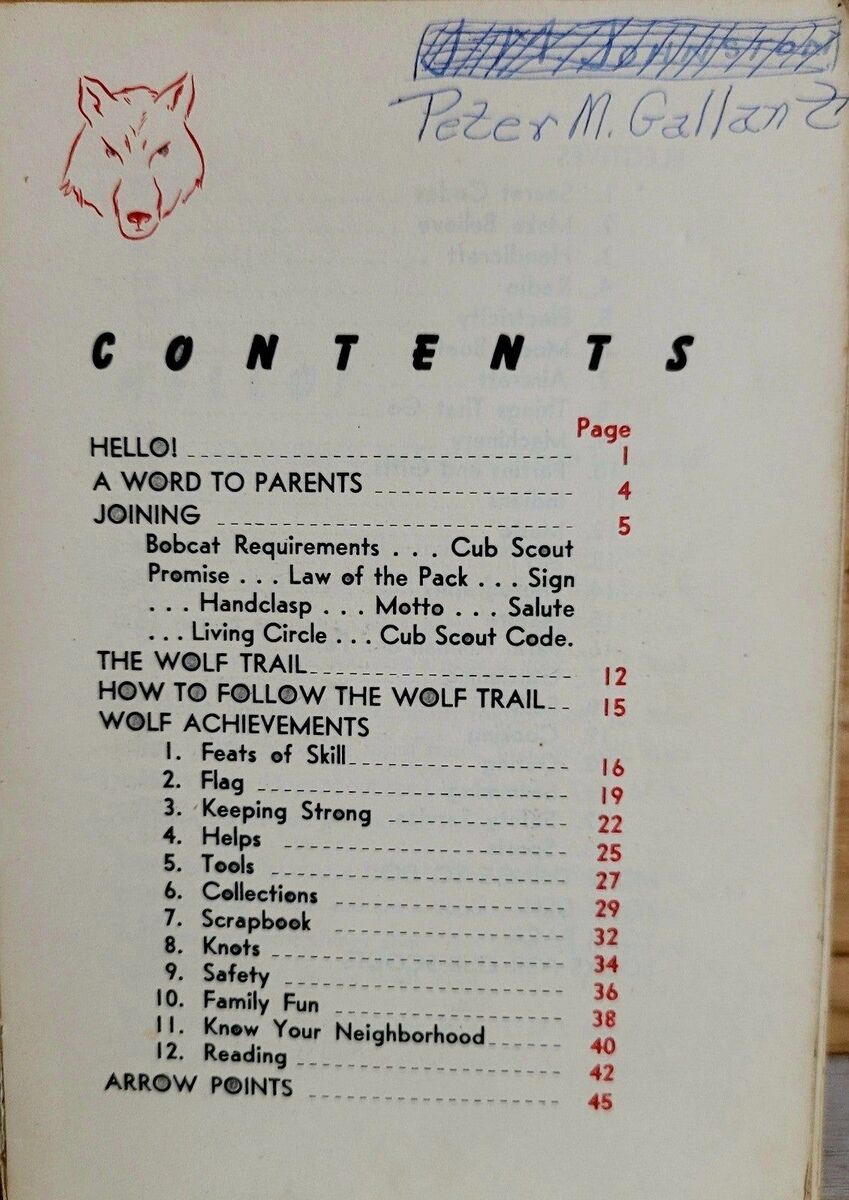 Peter M. Gallant
CONTENTS
Page
HELLO! 1
A WORD TO PARENTS 4
JOINING 5
Bobcat Requirements . . . Cub Scout
Promise . . . Law of the Pack . . . Sign
. . . Handclasp . . . Motto . . . Salute
. . . Living Circle . . . Cub Scout Code.
THE WOLF TRAIL 12
HOW TO FOLLOW THE WOLF TRAIL 15
WOLF ACHIEVEMENTS
1. Feats of Skill 16
2. Flag 19
3. Keeping Strong 22
4. Helps 25
5. Tools 27
6. Collections 29
7. Scrapbook 32
8. Knots 34
9. Safety 36
10. Family Fun 38
11. Know Your Neighborhood 40
12. Reading 42
ARROW POINTS 45